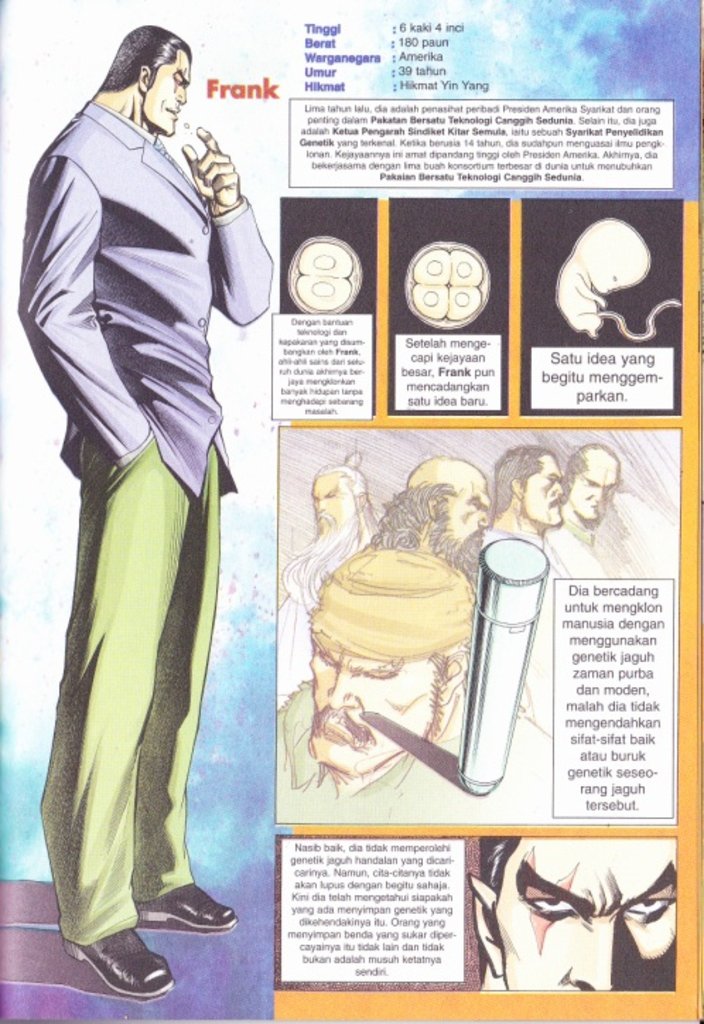 Frank
Tinggi : 6 kaki 4 inci
Berat : 180 paun
Warganegara : Amerika
Umur : 39 tahun
Hikmat : Hikmat Yin Yang
Lima tahun lalu, dia adalah penasihat peribadi Presiden Amerika Syarikat dan orang
penting dalam Pakatan Bersatu Teknologi Canggih Sedunia. Selain itu, dia juga
adalah Ketua Pengarah Sindiket Kitar Semula, iaitu sebuah Syarikat Penyelidikan
Genetik yang terkenal. Ketika berusia 14 tahun, dia sudahpun menguasai ilmu peng-
klonan. Kejayaannya ini amat dipandang tinggi oleh Presiden Amerika. Akhirnya, dia
bekerjasama dengan lima buah konsortium terbesar di dunia untuk menubuhkan
Pakaian Bersatu Teknologi Canggih Sedunia.
Dengan bantuan
teknologi dan
kepakaran yang disum-
bangkan oleh Frank,
ahli-ahli sains dari selu-
ruh dunia akhirnya ber-
jaya mengklonkan
banyak hidupan tanpa
menghadapi sebarang
masalah.
Setelah menge-
capi kejayaan
besar, Frank pun
mencadangkan
satu idea baru.
Satu idea yang
begitu menggem-
parkan.
Dia bercadang
untuk mengklon
manusia dengan
menggunakan
genetik jaguh
zaman purba
dan moden,
malah dia tidak
mengendahkan
sifat-sifat baik
atau buruk
genetik seseo-
rang jaguh
tersebut.
Nasib baik, dia tidak memperolehi
genetik jaguh handalan yang dicari-
carinya. Namun, cita-citanya tidak
akan lupus dengan begitu sahaja.
Kini dia telah mengetahui siapakah
yang ada menyimpan genetik yang
dikehendakinya itu. Orang yang
menyimpan benda yang sukar diper-
cayainya itu tidak lain dan tidak
bukan adalah musuh ketatnya
sendiri.